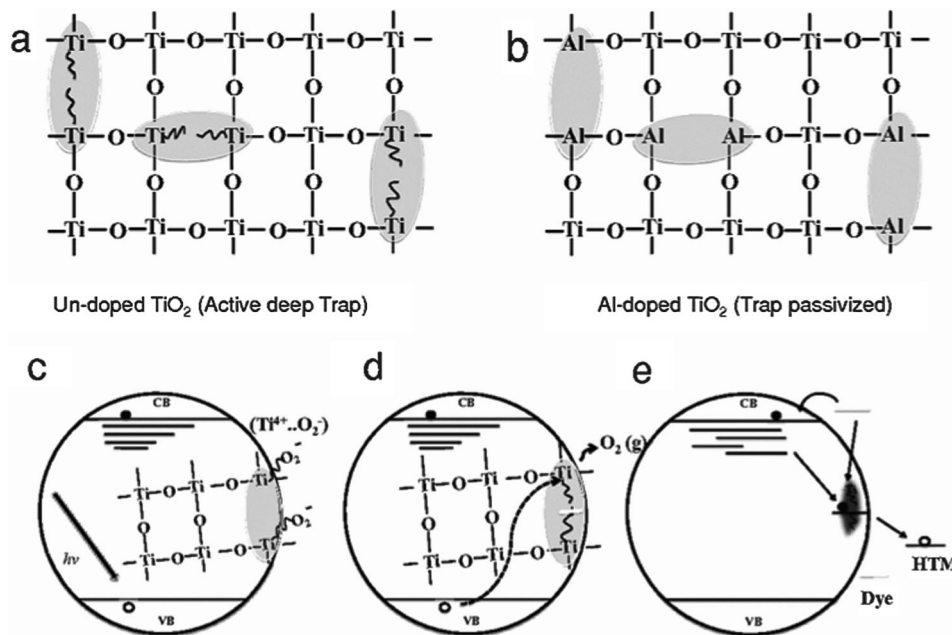 a
Ti—O—Ti—O—Ti—O—Ti—O—Ti
O O O O
Ti—O—Ti Ti—O—Ti—O—Ti
O O O O
Ti—O—Ti—O—Ti—O—Ti—O—Ti
Un-doped TiO₂ (Active deep Trap)
b
Al—O—Ti—O—Ti—O—Ti—O—Ti
O O O O
Al—O—Al Al—O—Ti—O—Al
O O O O
Ti—O—Ti—O—Ti—O—Ti—O—Al
Al-doped TiO₂ (Trap passivized)
c
CB
(Ti⁴⁺..O₂⁻)
O₂
Ti—O—Ti—O—Ti
O O
O₂
Ti—O—Ti—O—Ti
hν
VB
d
CB
O₂ (g)
Ti—O—Ti—O—Ti
O O
Ti—O—Ti—O—Ti
VB
e
CB
HTM
Dye
VB